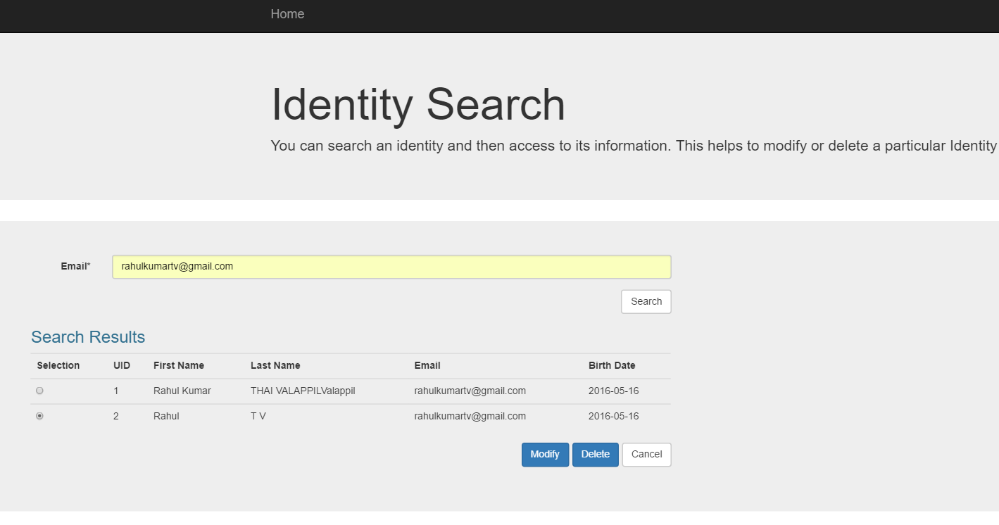 Home
Identity Search
You can search an identity and then access to its information. This helps to modify or delete a particular Identity
Email* rahulkumartv@gmail.com
Search
Search Results
Selection UID First Name Last Name Email Birth Date
1 Rahul Kumar THAI VALAPPILValappil rahulkumartv@gmail.com 2016-05-16
2 Rahul T V rahulkumartv@gmail.com 2016-05-16
Modify Delete Cancel